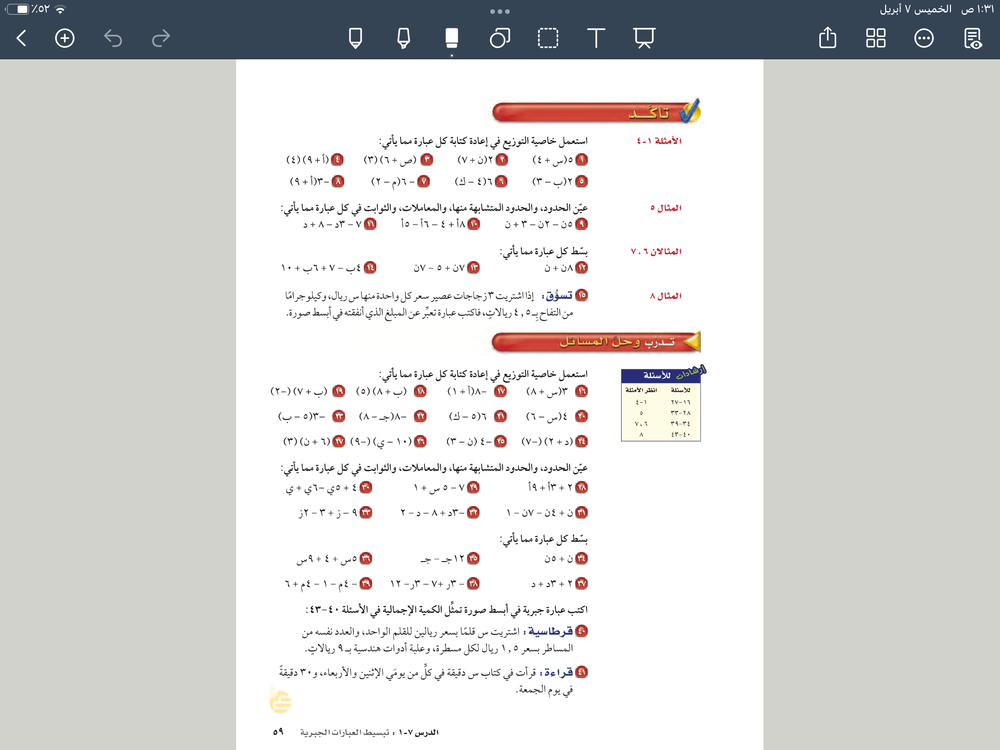 ١:٣١ ص الخميس ٧ أبريل
٪٥٢
تأكَّـد
الأمثلة ١-٤
استعمل خاصية التوزيع في إعادة كتابة كل عبارة مما يأتي:
١ ٥(س + ٤) ٢ ٢(ن + ٧) ٣ (ص + ٦) (٣) ٤ (أ + ٩) (٤)
٥ ٢(ب – ٣) ٦ ٦(٤ – ك) ٧ – ٦(م – ٢) ٨ –٣(أ + ٩)
المثال ٥
عيّن الحدود، والحدود المتشابهة منها، والمعاملات، والثوابت في كل عبارة مما يأتي:
٩ ٥ن – ٢ن – ٣ + ن ١٠ ٨أ + ٤ – ٦أ – ٥أ ١١ ٧ – ٣د – ٨ + د
المثالان ٦ ، ٧
بسّط كل عبارة مما يأتي:
١٢ ٨ن + ن ١٣ ٧ن + ٥ – ٧ن ١٤ ٤ب – ٧ + ٦ب + ١٠
المثال ٨
١٥ تسوُّق: إذا اشتريت ٣ زجاجات عصير سعر كل واحدة منها س ريال، وكيلوجرامًا
من التفاح بِـ ٤,٥ ريالاتٍ، فاكتب عبارة تعبِّر عن المبلغ الذي أنفقته في أبسط صورة.
تـدرَّب وحلَّ المسائل
إرشادات للأسئلة
للأسئلة انظر الأمثلة
١٦–٢٧ ١–٤
٢٨–٣٣ ٥
٣٤–٣٩ ٦ ، ٧
٤٠–٤٣ ٨
استعمل خاصية التوزيع في إعادة كتابة كل عبارة مما يأتي:
١٦ ٣(س + ٨) ١٧ –٨(أ + ١) ١٨ (ب + ٨) (٥) ١٩ (ب + ٧) (–٢)
٢٠ ٤(س – ٦) ٢١ ٦(٥ – ك) ٢٢ –٨(جـ – ٨) ٢٣ –٣(٥ – ب)
٢٤ (د + ٢) (–٧) ٢٥ –٤ (ن – ٣) ٢٦ (١٠ – ي) (–٩) ٢٧ (٦ + ن) (٣)
عيّن الحدود، والحدود المتشابهة منها، والمعاملات، والثوابت في كل عبارة مما يأتي:
٢٨ ٢ + ٣أ + ٩أ ٢٩ ٧ – ٥ س + ١ ٣٠ ٤ + ٥ي –٦ي + ي
٣١ ن + ٤ن – ٧ن – ١ ٣٢ –٣د + ٨ – د – ٢ ٣٣ ٩ – ز + ٣ – ٢ز
بسّط كل عبارة مما يأتي:
٣٤ ن + ٥ن ٣٥ ١٢جـ – جـ ٣٦ ٥س + ٤ + ٩س
٣٧ ٢ + ٣د + د ٣٨ – ٣ر +٧ – ٣ر– ١٢ ٣٩ – ٤م – ١ – ٤م + ٦
اكتب عبارة جبرية في أبسط صورة تمثِّل الكمية الإجمالية في الأسئلة ٤٠–٤٣:
٤٠ قرطاسية: اشتريت س قلمًا بسعر ريالين للقلم الواحد، والعدد نفسه من
المساطر بسعر ١,٥ ريال لكل مسطرة، وعلبة أدوات هندسية بـ ٩ ريالاتٍ.
٤١ قراءة: قرأت في كتاب س دقيقة في كلٍّ من يومَي الإثنين والأربعاء، و ٣٠ دقيقةً
في يوم الجمعة.
الدرس ٧-١ : تبسيط العبارات الجبرية ٥٩